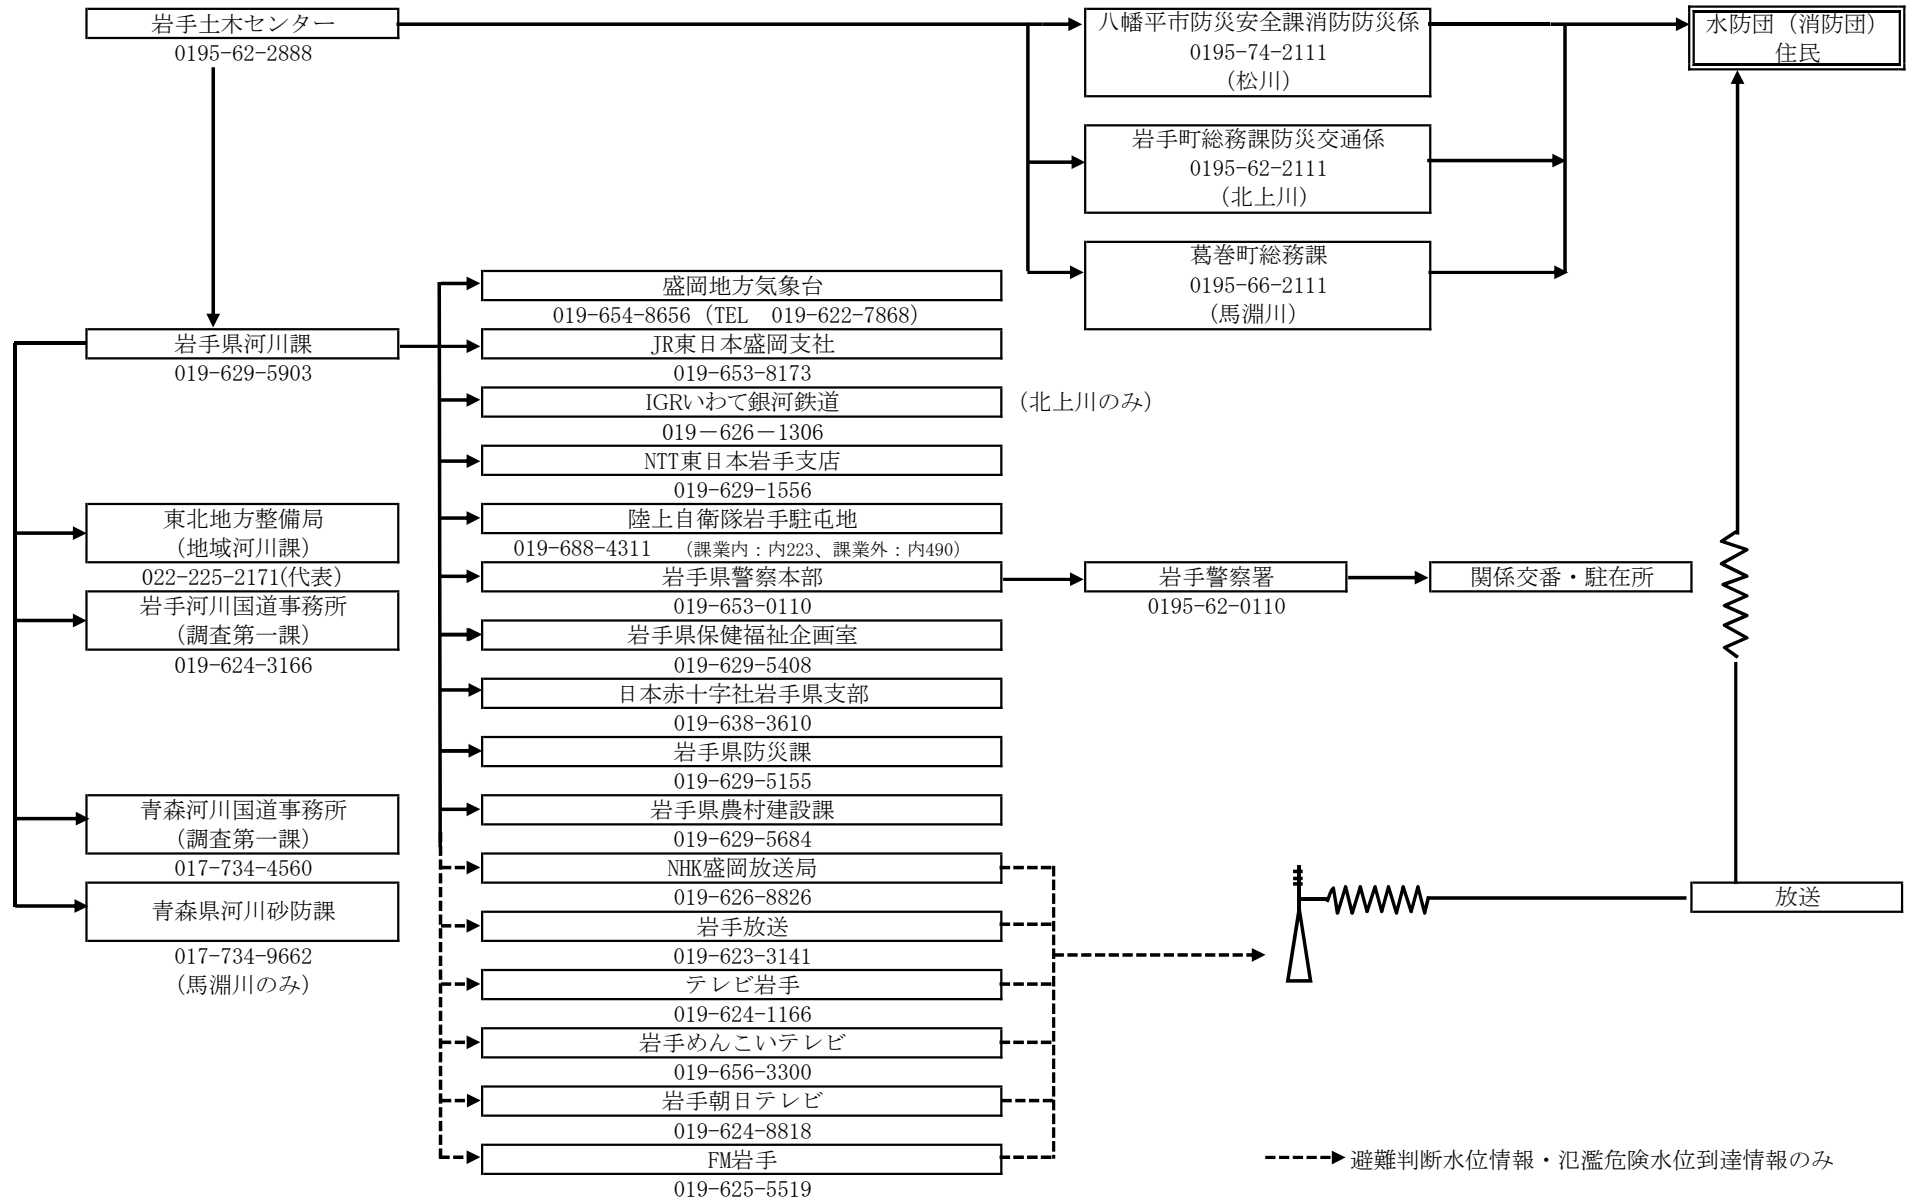 岩手土木センター
0195-62-2888
八幡平市防災安全課消防防災係
0195-74-2111
(松川)
水防団（消防団）
住民
岩手町総務課防災交通係
0195-62-2111
(北上川)
葛巻町総務課
0195-66-2111
(馬淵川)
岩手県河川課
019-629-5903
東北地方整備局
(地域河川課)
022-225-2171(代表)
岩手河川国道事務所
(調査第一課)
019-624-3166
青森河川国道事務所
(調査第一課)
017-734-4560
青森県河川砂防課
017-734-9662
(馬淵川のみ)
盛岡地方気象台
019-654-8656（TEL　019-622-7868）
JR東日本盛岡支社
019-653-8173
IGRいわて銀河鉄道
(北上川のみ)
019－626－1306
NTT東日本岩手支店
019-629-1556
陸上自衛隊岩手駐屯地
019-688-4311　（課業内：内223、課業外：内490）
岩手県警察本部
019-653-0110
岩手警察署
0195-62-0110
関係交番・駐在所
岩手県保健福祉企画室
019-629-5408
日本赤十字社岩手県支部
019-638-3610
岩手県防災課
019-629-5155
岩手県農村建設課
019-629-5684
NHK盛岡放送局
019-626-8826
岩手放送
019-623-3141
テレビ岩手
019-624-1166
岩手めんこいテレビ
019-656-3300
岩手朝日テレビ
019-624-8818
FM岩手
019-625-5519
放送
避難判断水位情報・氾濫危険水位到達情報のみ